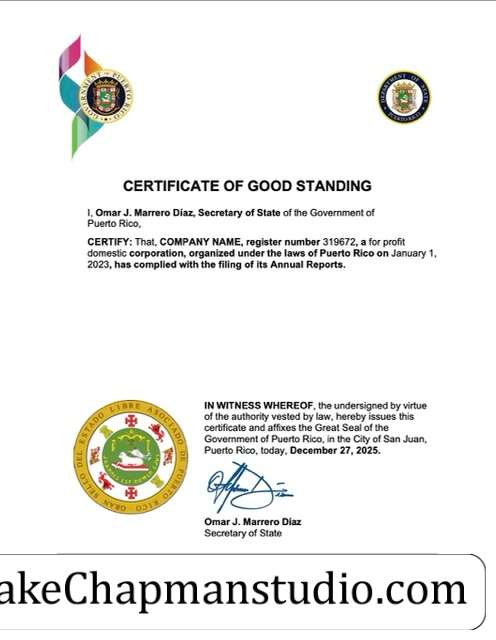 GOVERNMENT OF PUERTO RICO
DEPARTMENT OF STATE
PUERTO RICO
CERTIFICATE OF GOOD STANDING
I, Omar J. Marrero Díaz, Secretary of State of the Government of
Puerto Rico,
CERTIFY: That, COMPANY NAME, register number 319672, a for profit
domestic corporation, organized under the laws of Puerto Rico on January 1,
2023, has complied with the filing of its Annual Reports.
IN WITNESS WHEREOF, the undersigned by virtue
of the authority vested by law, hereby issues this
certificate and affixes the Great Seal of the
Government of Puerto Rico, in the City of San Juan,
Puerto Rico, today, December 27, 2025.
GRAN SELLO DEL ESTADO LIBRE ASOCIADO DE PUERTO RICO
Omar J. Marrero Díaz
Secretary of State
akeChapmanstudio.com